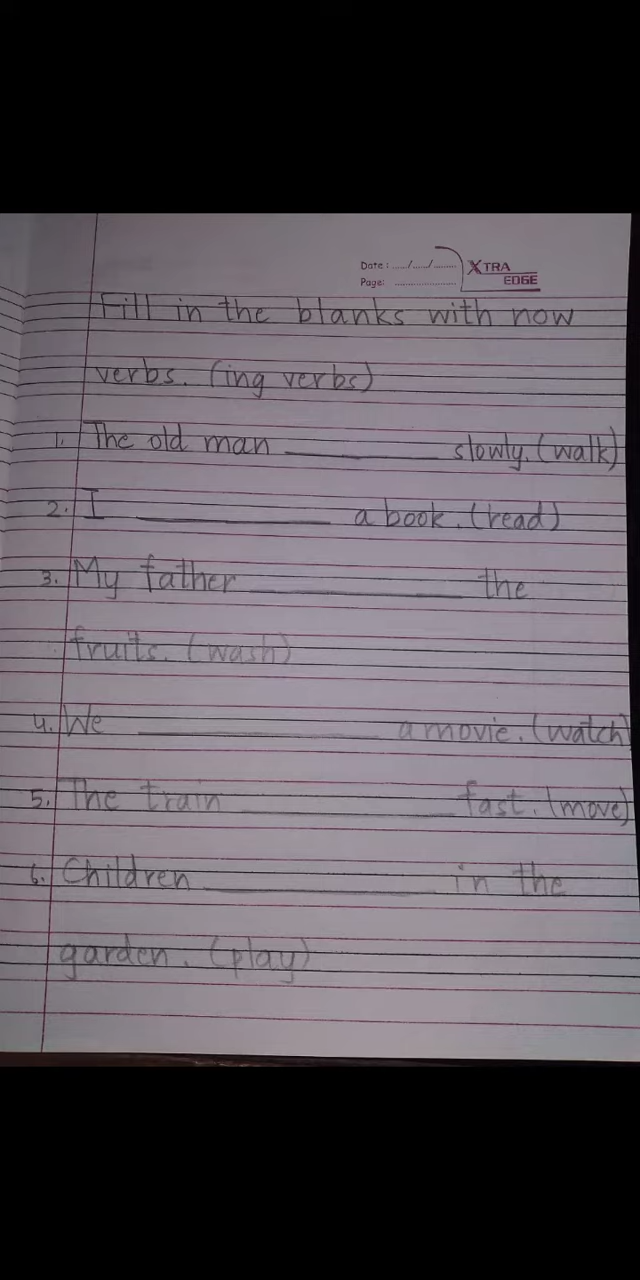 Date : ...../...../........
XTRA
Page: ......................
EDGE
Fill in the blanks with now
verbs. (ing verbs)
1. The old man __________ slowly. (walk)
2. I __________ a book. (read)
3. My father __________ the
fruits. (wash)
4. We __________ a movie. (watch)
5. The train __________ fast. (move)
6. Children __________ in the
garden. (play)